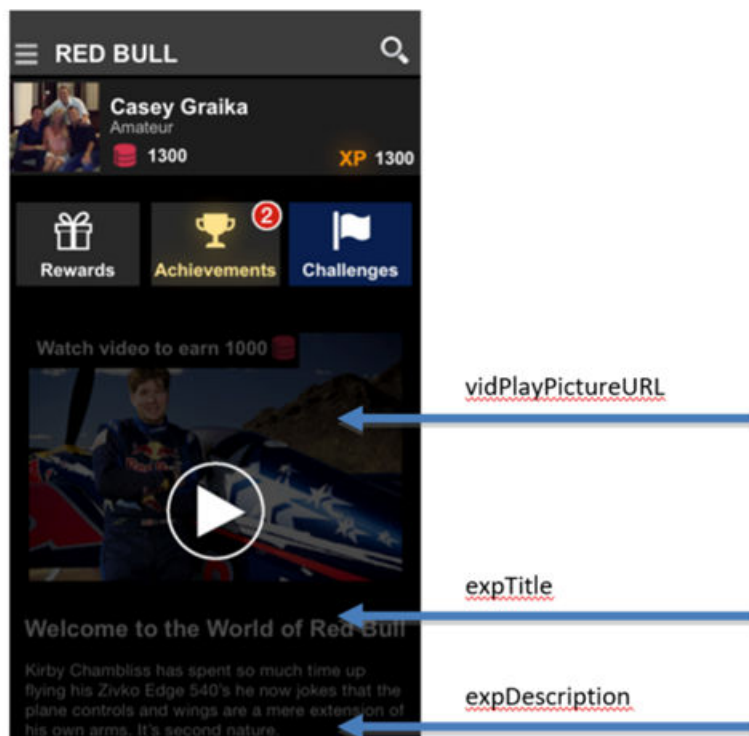 RED BULL
Casey Graika
Amateur
1300
XP 1300
2
Rewards
Achievements
Challenges
Watch video to earn 1000
vidPlayPictureURL
expTitle
Welcome to the World of Red Bull
Kirby Chambliss has spent so much time up
flying his Zivko Edge 540's he now jokes that the
plane controls and wings are a mere extension of
his own arms. It's second nature.
expDescription